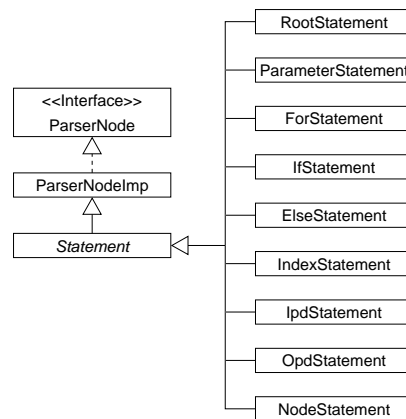 RootStatement
ParameterStatement
<<Interface>>
ParserNode
ForStatement
ParserNodeImp
IfStatement
Statement
ElseStatement
IndexStatement
IpdStatement
OpdStatement
NodeStatement